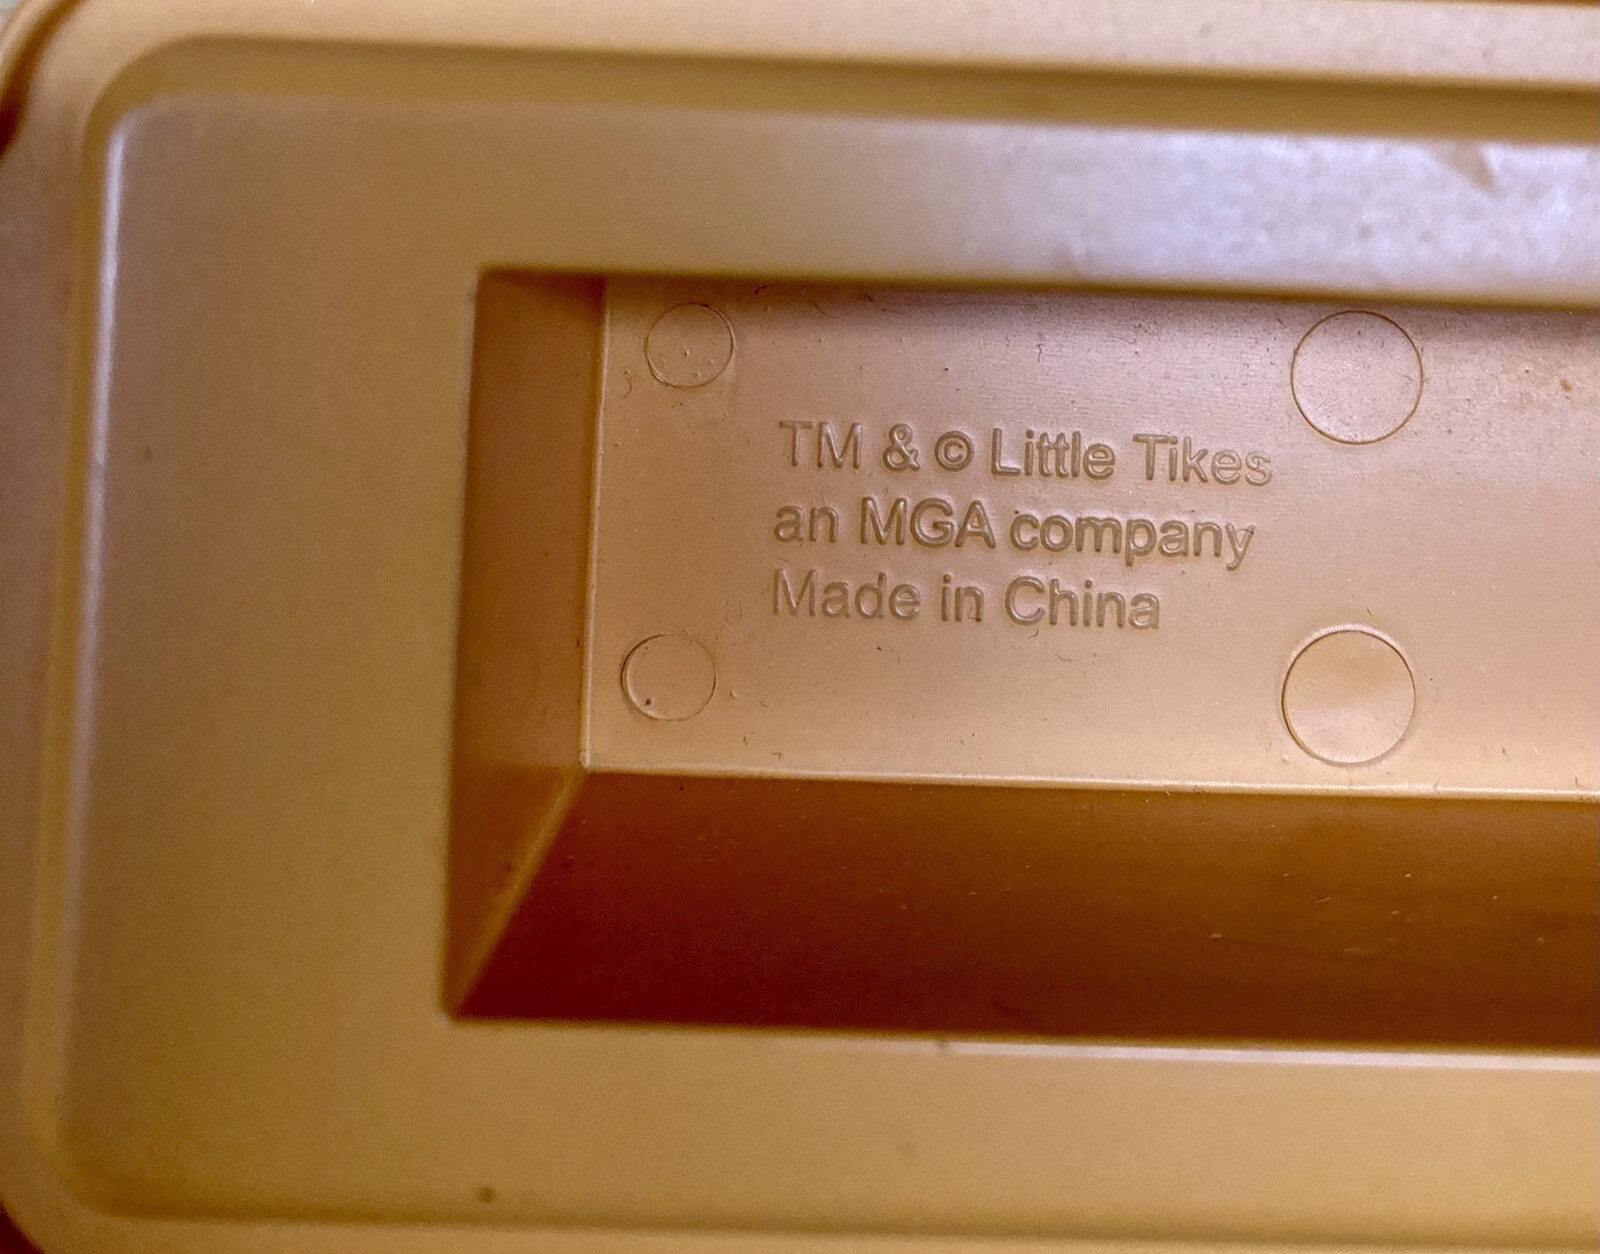 TM & © Little Tikes
an MGA company
Made in China